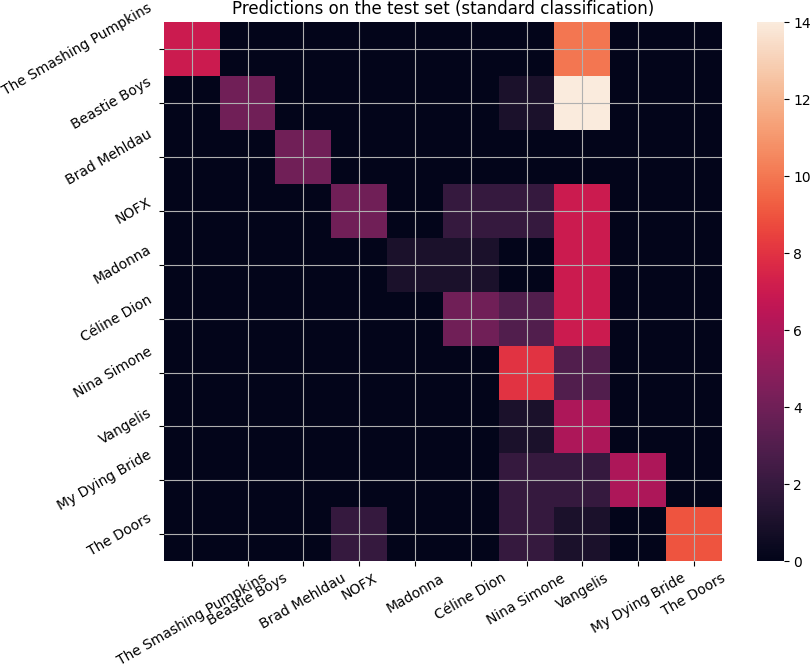 Predictions on the test set (standard classification)
The Smashing Pumpkins
Beastie Boys
Brad Mehldau
NOFX
Madonna
Céline Dion
Nina Simone
Vangelis
My Dying Bride
The Doors
The Smashing Pumpkins
Beastie Boys
Brad Mehldau
NOFX
Madonna
Céline Dion
Nina Simone
Vangelis
My Dying Bride
The Doors
14
12
10
8
6
4
2
0